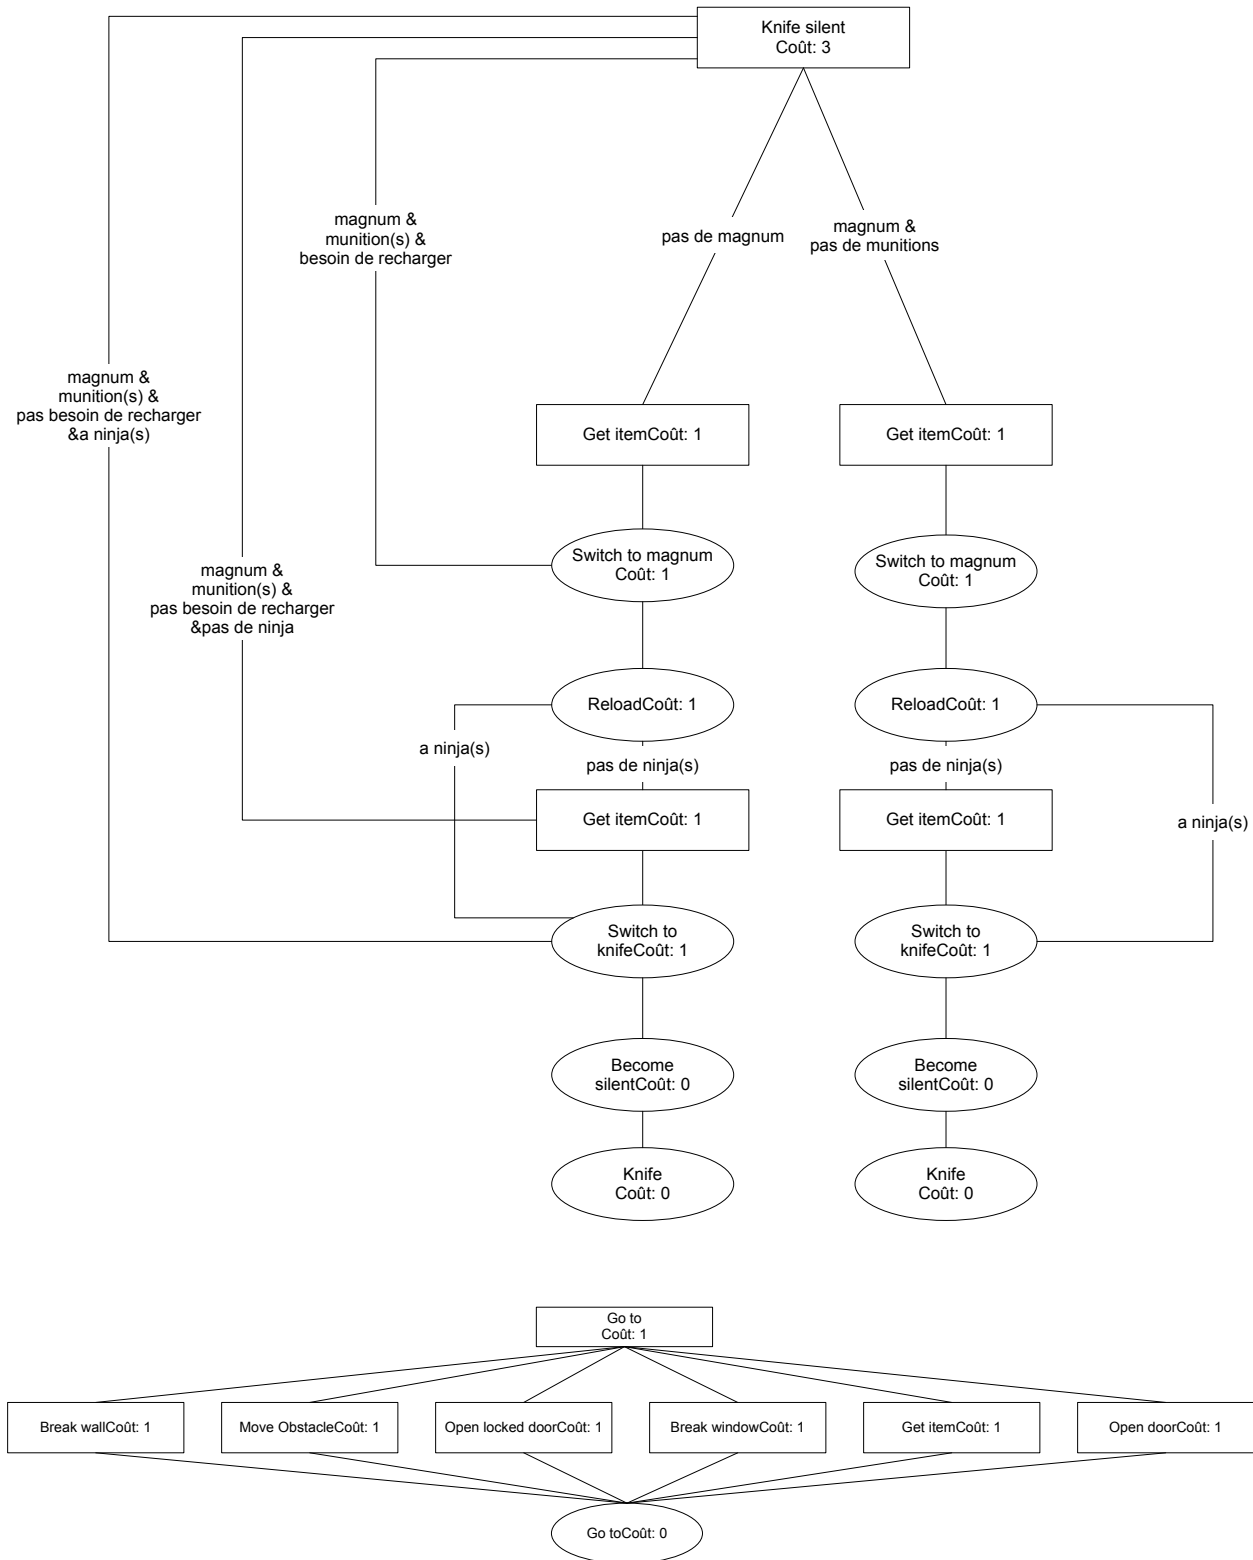 Knife silent
Coût: 3
magnum &
munition(s) &
besoin de recharger
pas de magnum
magnum &
pas de munitions
magnum &
munition(s) &
pas besoin de recharger
&a ninja(s)
Get itemCoût: 1
Get itemCoût: 1
Switch to magnum
Coût: 1
Switch to magnum
Coût: 1
magnum &
munition(s) &
pas besoin de recharger
&pas de ninja
ReloadCoût: 1
ReloadCoût: 1
a ninja(s)
pas de ninja(s)
pas de ninja(s)
Get itemCoût: 1
Get itemCoût: 1
a ninja(s)
Switch to
knifeCoût: 1
Switch to
knifeCoût: 1
Become
silentCoût: 0
Become
silentCoût: 0
Knife
Coût: 0
Knife
Coût: 0
Go to
Coût: 1
Break wallCoût: 1
Move ObstacleCoût: 1
Open locked doorCoût: 1
Break windowCoût: 1
Get itemCoût: 1
Open doorCoût: 1
Go toCoût: 0